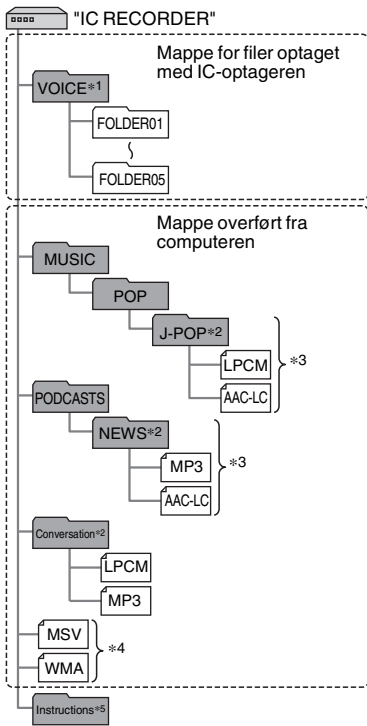 "IC RECORDER"
Mappe for filer optaget
med IC-optageren
VOICE*1
FOLDER01
FOLDER05
Mappe overført fra
computeren
MUSIC
POP
J-POP*2
LPCM
*3
AAC-LC
PODCASTS
NEWS*2
MP3
*3
AAC-LC
Conversation*2
LPCM
MP3
MSV
*4
WMA
Instructions*5